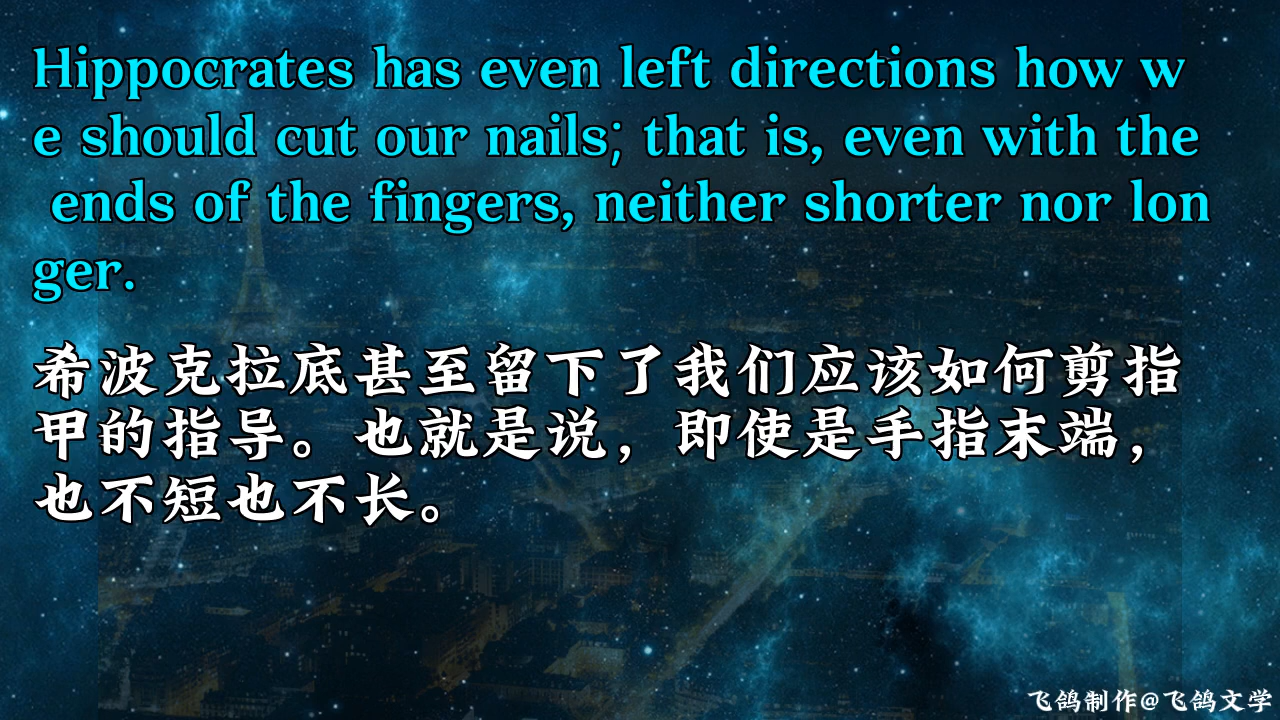 Hippocrates has even left directions how w
e should cut our nails; that is, even with the
ends of the fingers, neither shorter nor lon
ger.
希波克拉底甚至留下了我们应该如何剪指
甲的指导。也就是说，即使是手指末端，
也不短也不长。
飞鸽制作@飞鸽文学